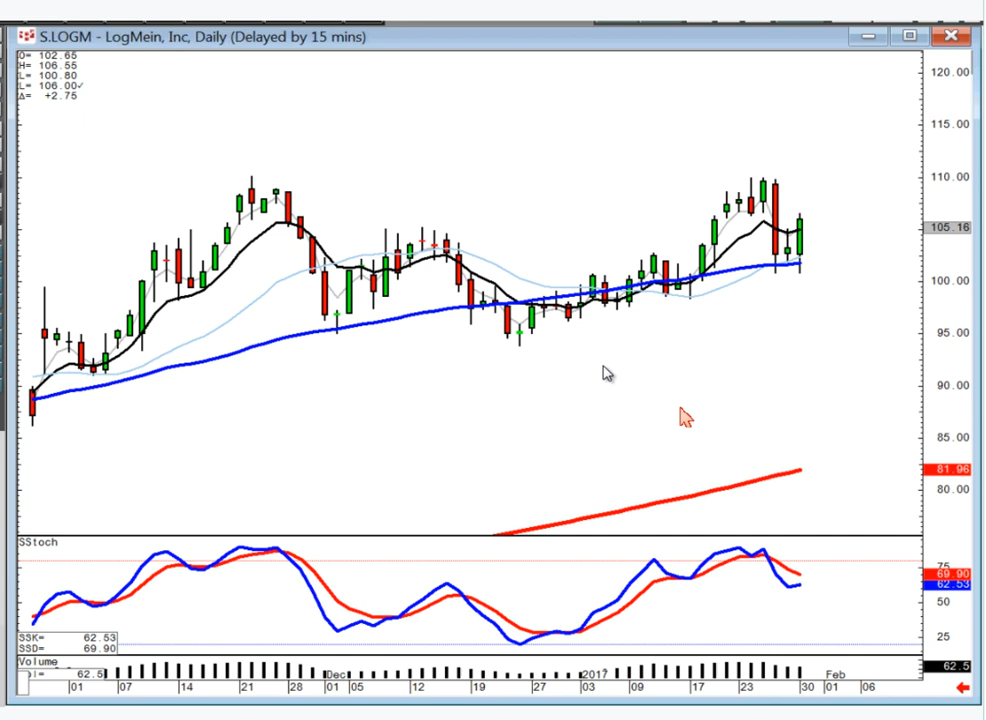 S.LOGM - LogMein, Inc, Daily (Delayed by 15 mins)
O= 102.65
H= 106.55
L= 100.80
L= 106.00✓
Δ= +2.75
120.00
115.00
110.00
105.16
100.00
95.00
90.00
85.00
81.96
80.00
SStoch
75
69.90
62.53
50
25
SSK= 62.53
SSD= 69.90
Volume
62.5
62.5
01 07 14 21 28 Dec 01 05 12 19 27 2017 03 09 17 23 30 Feb 01 06